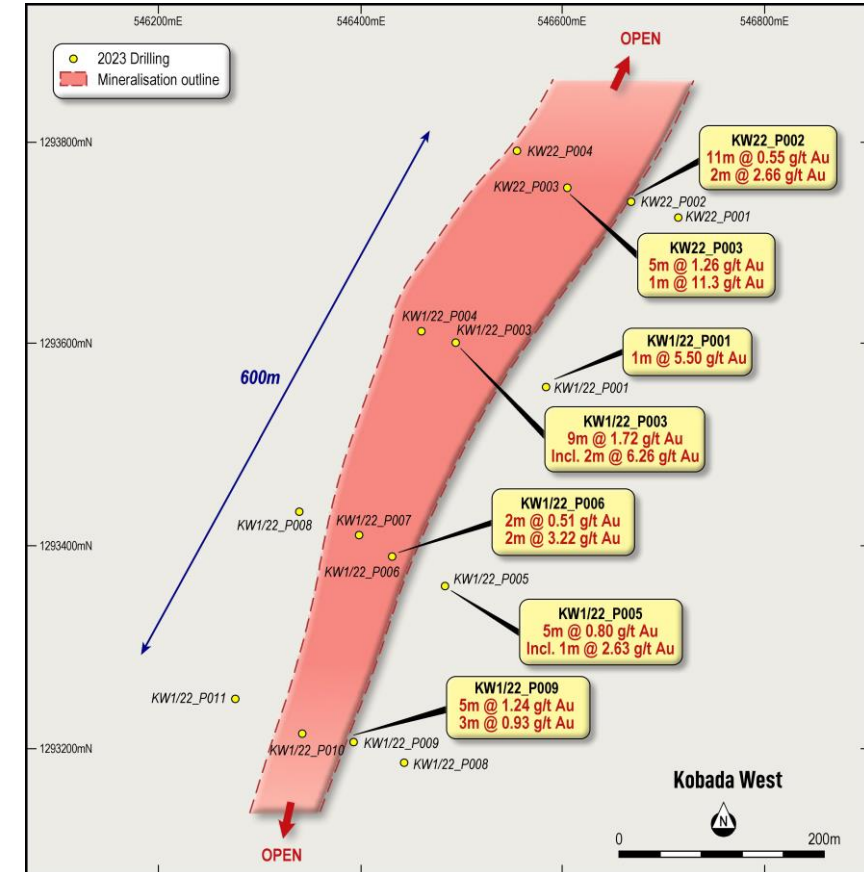 546200mE
546400mE
546600mE
546800mE
2023 Drilling
Mineralisation outline
OPEN
1293800mN
KW22_P004
KW22_P003
KW22_P002
KW22_P001
KW22_P002
11m @ 0.55 g/t Au
2m @ 2.66 g/t Au
KW22_P003
5m @ 1.26 g/t Au
1m @ 11.3 g/t Au
1293600mN
KW1/22_P004
KW1/22_P003
KW1/22_P001
1m @ 5.50 g/t Au
KW1/22_P001
600m
KW1/22_P003
9m @ 1.72 g/t Au
Incl. 2m @ 6.26 g/t Au
KW1/22_P008
KW1/22_P007
KW1/22_P006
2m @ 0.51 g/t Au
2m @ 3.22 g/t Au
1293400mN
KW1/22_P006
KW1/22_P005
KW1/22_P005
5m @ 0.80 g/t Au
Incl. 1m @ 2.63 g/t Au
KW1/22_P011
KW1/22_P009
5m @ 1.24 g/t Au
3m @ 0.93 g/t Au
1293200mN
KW1/22_P010
KW1/22_P009
KW1/22_P008
OPEN
Kobada West
N
0
200m